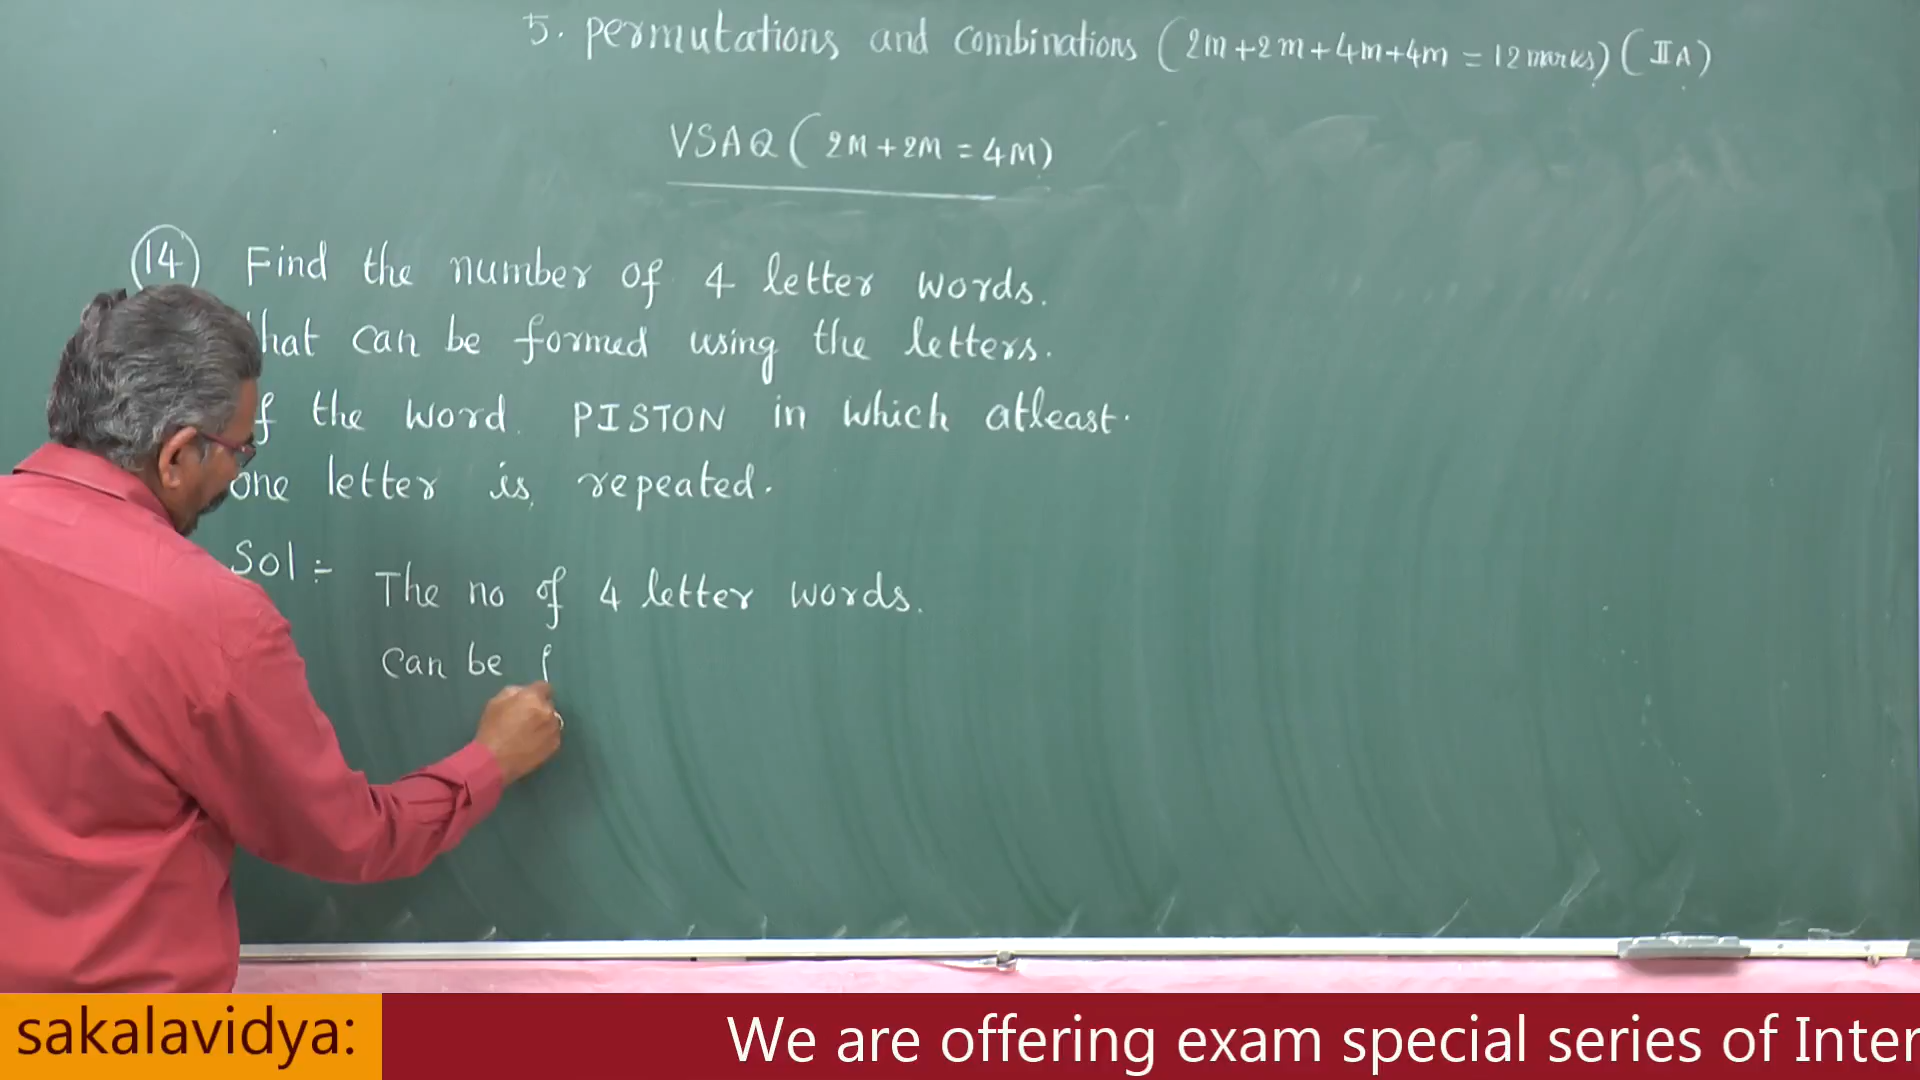 5. permutations and combinations (2m+2m+4m+4m = 12 marks) (II A)
VSAQ (2M+2M = 4M)
14 Find the number of 4 letter words.
hat can be formed using the letters.
f the word. PISTON in which atleast.
one letter is repeated.
Sol :- The no of 4 letter words.
can be f
sakalavidya: We are offering exam special series of Inter